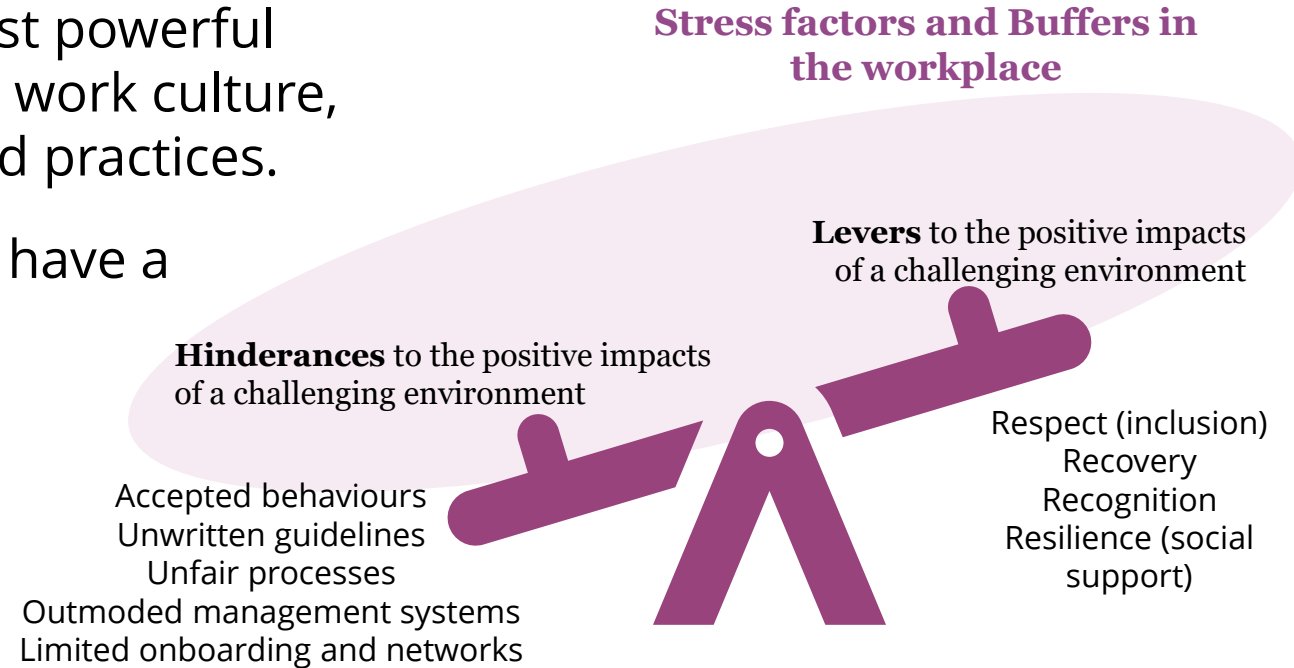 st powerful
work culture,
d practices.
have a
Stress factors and Buffers in
the workplace
Levers to the positive impacts
of a challenging environment
Hinderances to the positive impacts
of a challenging environment
Accepted behaviours
Unwritten guidelines
Unfair processes
Outmoded management systems
Limited onboarding and networks
Respect (inclusion)
Recovery
Recognition
Resilience (social
support)